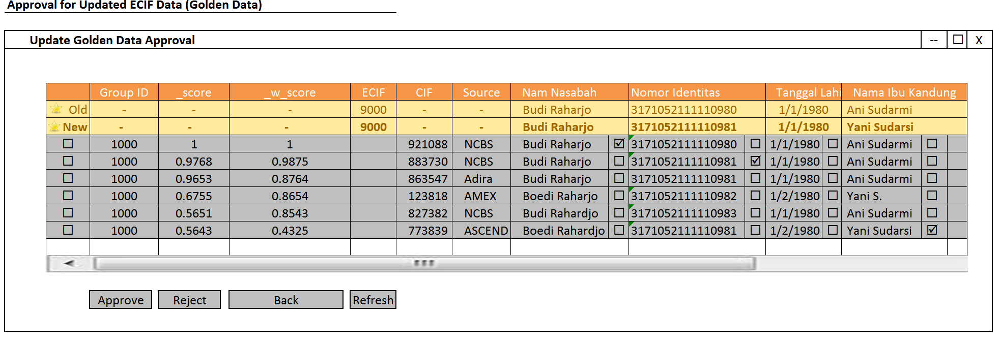 Approval for Updated ECIF Data (Golden Data)
Update Golden Data Approval -- X
Group ID _score _w_score ECIF CIF Source Nam Nasabah Nomor Identitas Tanggal Lahi Nama Ibu Kandung
Old - - - 9000 - - Budi Raharjo 3171052111110980 1/1/1980 Ani Sudarmi
New - - - 9000 - - Budi Raharjo 3171052111110981 1/1/1980 Yani Sudarsi
☐ 1000 1 1 921088 NCBS Budi Raharjo ☑ 3171052111110980 ☐ 1/1/1980 ☐ Ani Sudarmi ☐
☐ 1000 0.9768 0.9875 883730 NCBS Budi Raharjo ☐ 3171052111110981 ☑ 1/1/1980 ☐ Ani Sudarmi ☐
☐ 1000 0.9653 0.8764 863547 Adira Budi Raharjo ☐ 3171052111110981 ☐ 1/1/1980 ☐ Ani Sudarmi ☐
☐ 1000 0.6755 0.8654 123818 AMEX Boedi Raharjo ☐ 3171052111110982 ☐ 1/2/1980 ☐ Yani S. ☐
☐ 1000 0.5651 0.8543 827382 NCBS Budi Rahardjo ☐ 3171052111110983 ☐ 1/1/1980 ☐ Ani Sudarmi ☐
☐ 1000 0.5643 0.4325 773839 ASCEND Boedi Rahardjo ☐ 3171052111110981 ☐ 1/2/1980 ☐ Yani Sudarsi ☑
Approve Reject Back Refresh